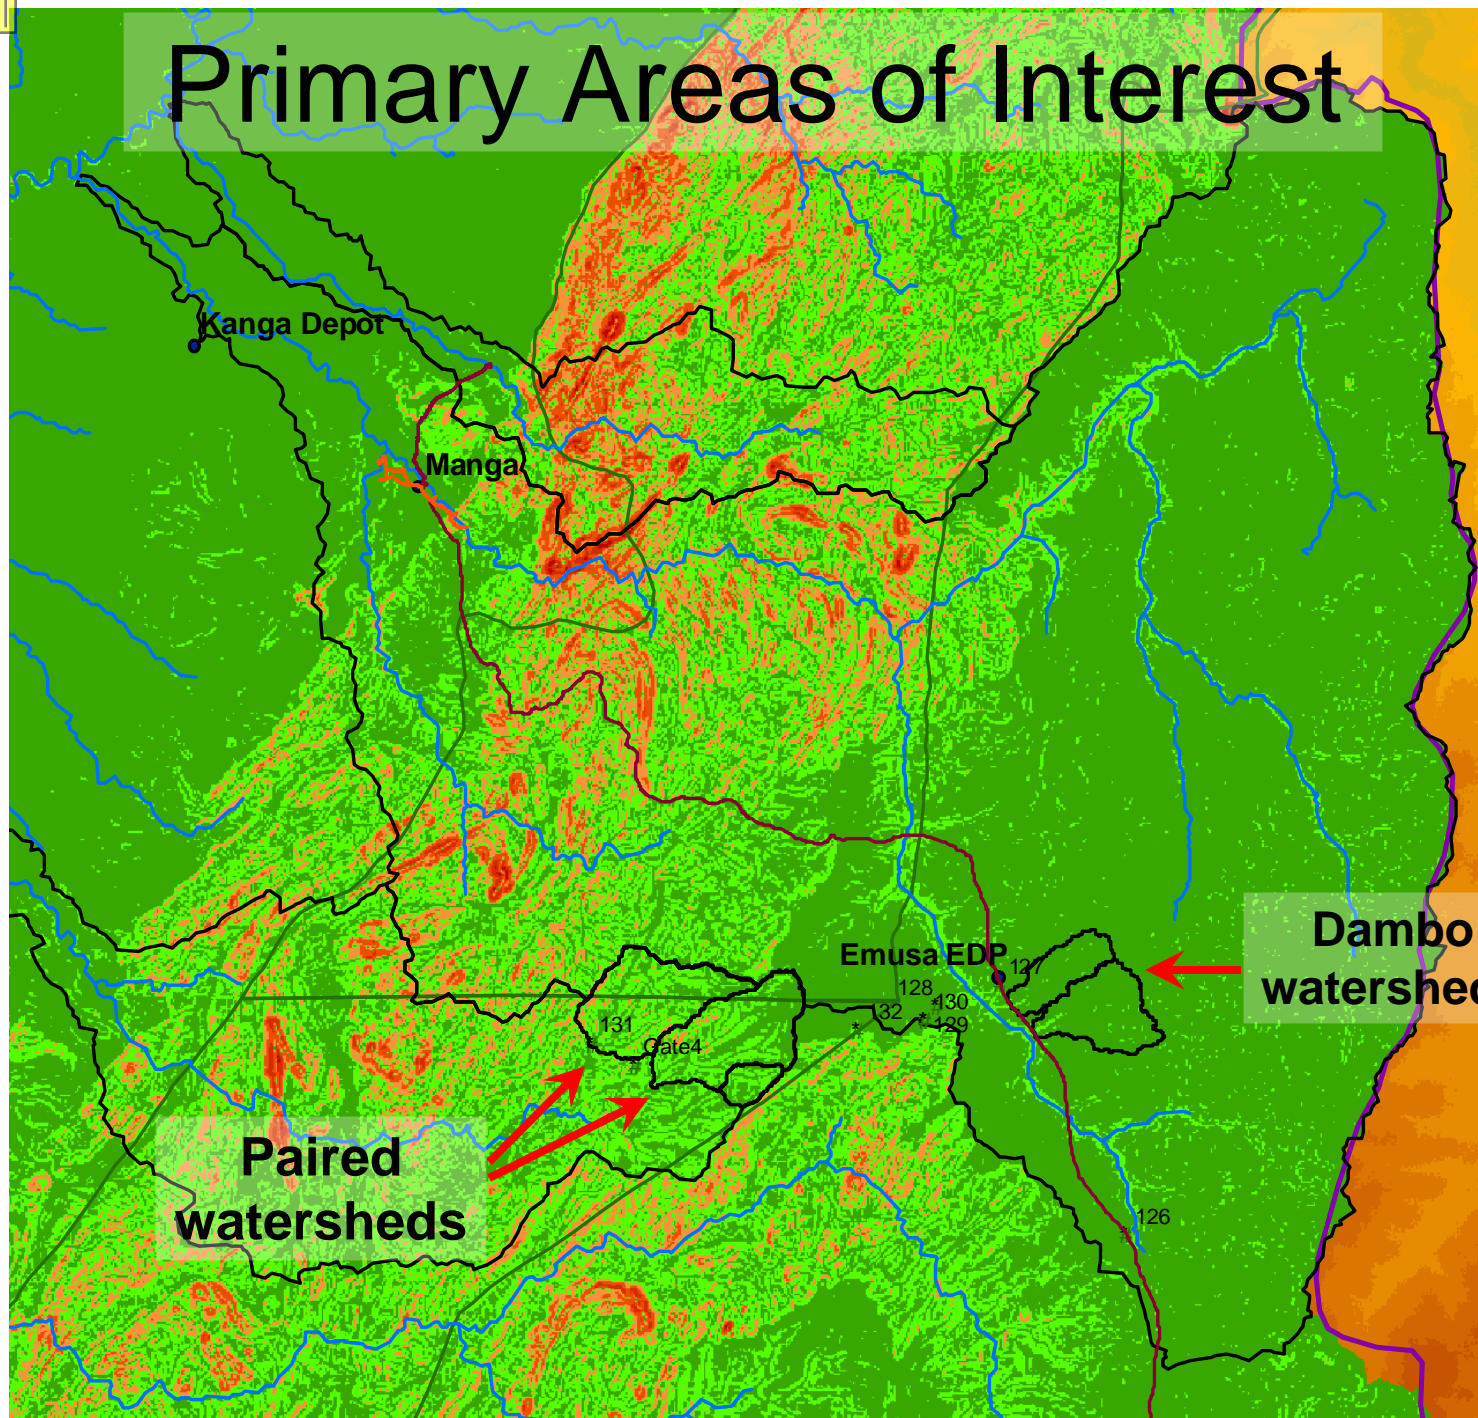 Primary Areas of Interest
Kanga Depot
Manga
Emusa EDP
127
128
130
132
129
131
Gate4
Dambo
Paired
watersheds
126